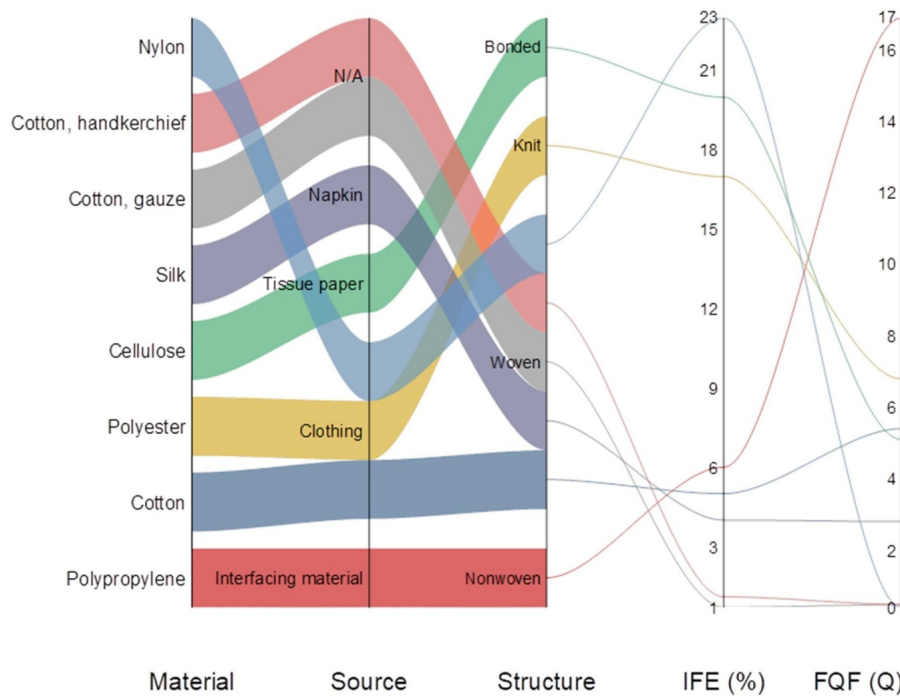 Nylon
Cotton, handkerchief
Cotton, gauze
Silk
Cellulose
Polyester
Cotton
Polypropylene
N/A
Napkin
Tissue paper
Clothing
Interfacing material
Bonded
Knit
Woven
Nonwoven
23
21
18
15
12
9
6
3
1
17
16
14
12
10
8
6
4
2
0
Material Source Structure IFE (%) FQF (Q)